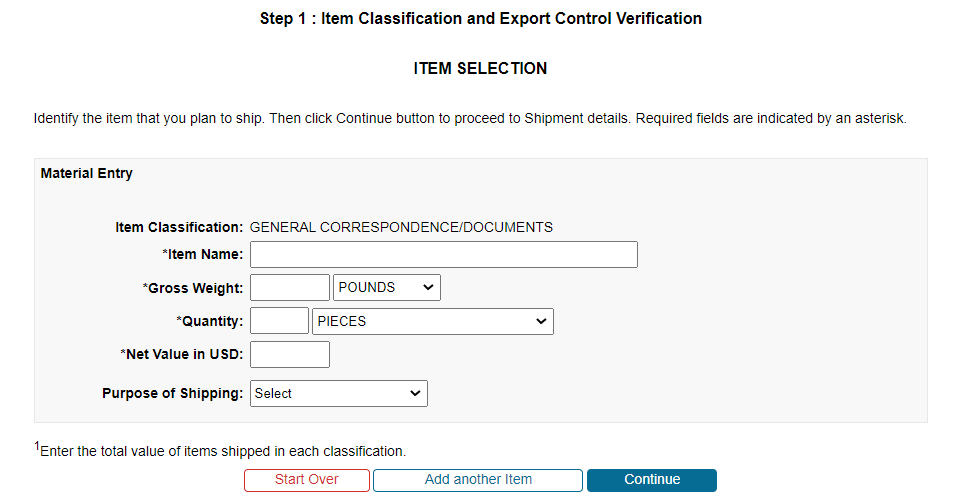 Step 1 : Item Classification and Export Control Verification
ITEM SELECTION
Identify the item that you plan to ship. Then click Continue button to proceed to Shipment details. Required fields are indicated by an asterisk.
Material Entry
Item Classification: GENERAL CORRESPONDENCE/DOCUMENTS
*Item Name:
*Gross Weight: POUNDS
*Quantity: PIECES
*Net Value in USD:
Purpose of Shipping: Select
1Enter the total value of items shipped in each classification.
Start Over Add another Item Continue